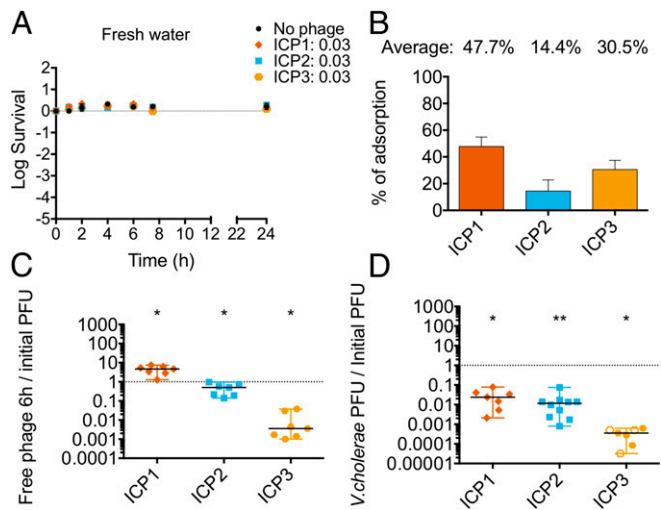 A
Fresh water
No phage
ICP1: 0.03
ICP2: 0.03
ICP3: 0.03
Log Survival
2
1
0
-1
-2
-3
-4
-5
0 2 4 6 8 10 12 22 24
Time (h)
B
Average: 47.7% 14.4% 30.5%
% of adsorption
100
80
60
40
20
0
ICP1 ICP2 ICP3
C
Free phage 6h / initial PFU
* * *
1000
100
10
1
0.1
0.01
0.001
0.0001
ICP1 ICP2 ICP3
D
V.cholerae PFU / Initial PFU
* ** *
1000
100
10
1
0.1
0.01
0.001
0.0001
0.00001
ICP1 ICP2 ICP3